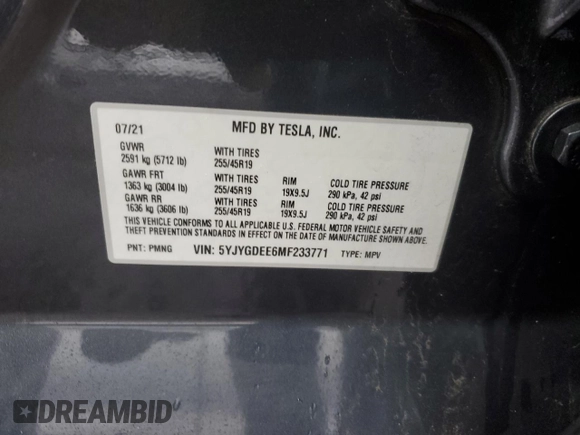 07/21 MFD BY TESLA, INC.
GVWR WITH TIRES
2591 kg (5712 lb) 255/45R19
GAWR FRT WITH TIRES RIM COLD TIRE PRESSURE
1363 kg (3004 lb) 255/45R19 19X9.5J 290 kPa, 42 psi
GAWR RR WITH TIRES RIM COLD TIRE PRESSURE
1636 kg (3606 lb) 255/45R19 19X9.5J 290 kPa, 42 psi
THIS VEHICLE CONFORMS TO ALL APPLICABLE U.S. FEDERAL MOTOR VEHICLE SAFETY AND
THEFT PREVENTION STANDARDS IN EFFECT ON THE DATE OF MANUFACTURE SHOWN ABOVE.
PNT: PMNG VIN: 5YJYGDEE6MF233771 TYPE: MPV
DREAMBID